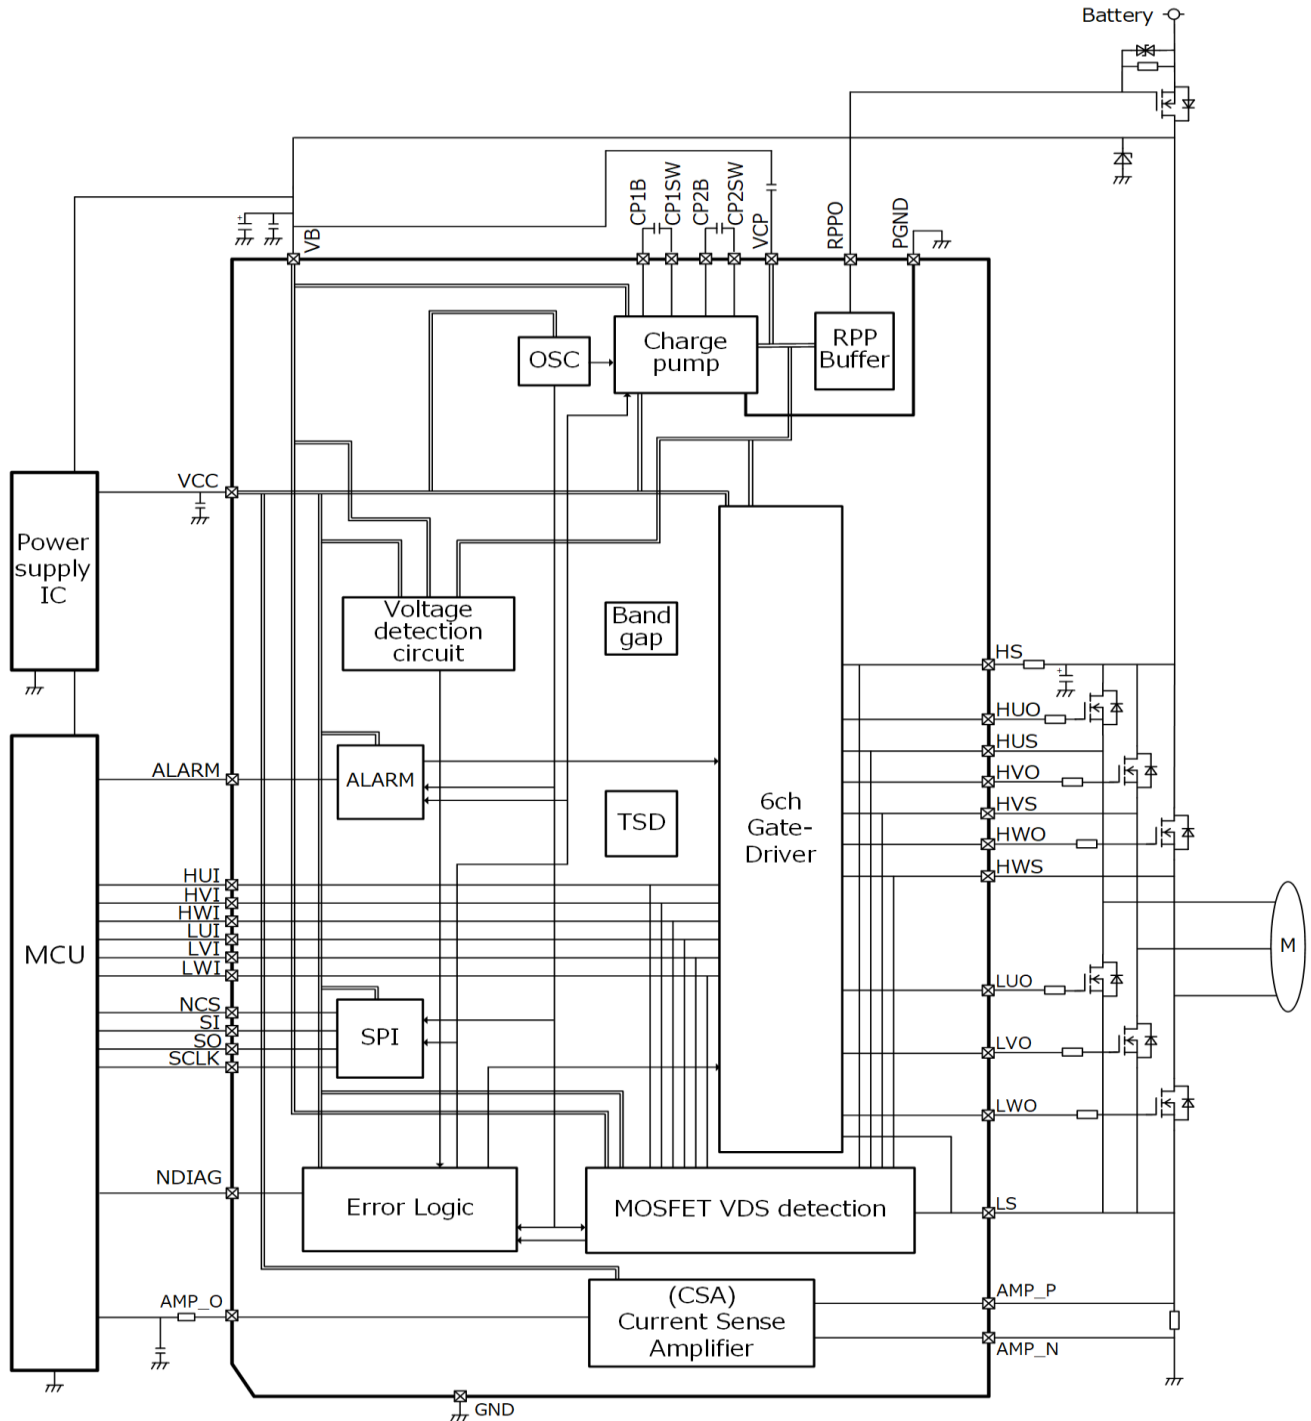 Battery
CP1B
CP1SW
CP2B
CP2SW
VCP
RPPO
PGND
VB
OSC
Charge
pump
RPP
Buffer
VCC
Power
supply
IC
Voltage
detection
circuit
Band
gap
HS
HUO
HUS
HVO
HVS
HWO
HWS
ALARM
ALARM
TSD
6ch
Gate-
Driver
HUI
HVI
HWI
LUI
LVI
LWI
MCU
M
NCS
SI
SO
SCLK
SPI
LUO
LVO
LWO
NDIAG
Error Logic
MOSFET VDS detection
LS
AMP_O
(CSA)
Current Sense
Amplifier
AMP_P
AMP_N
GND